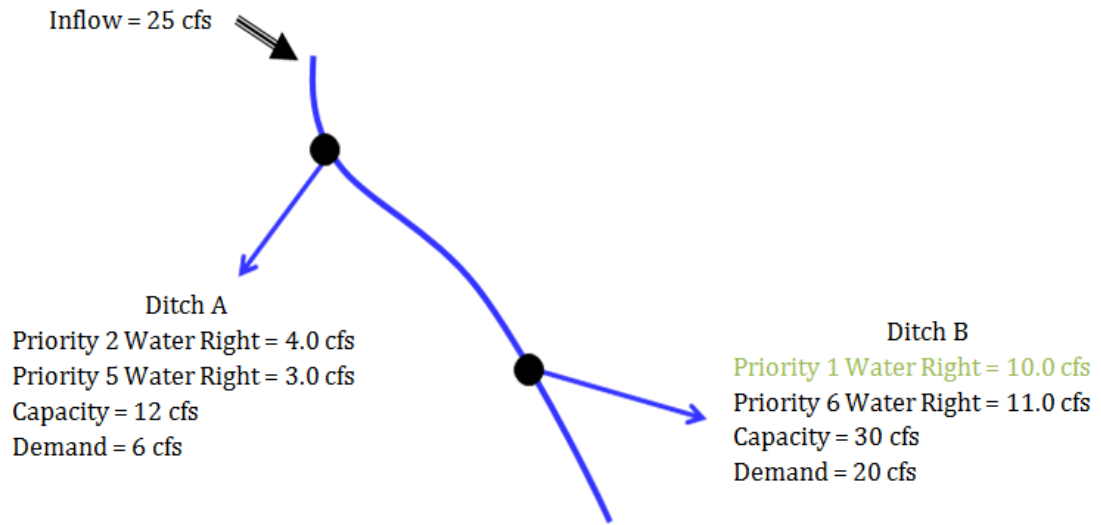 Inflow = 25 cfs
Ditch A
Priority 2 Water Right = 4.0 cfs
Priority 5 Water Right = 3.0 cfs
Capacity = 12 cfs
Demand = 6 cfs
Ditch B
Priority 1 Water Right = 10.0 cfs
Priority 6 Water Right = 11.0 cfs
Capacity = 30 cfs
Demand = 20 cfs